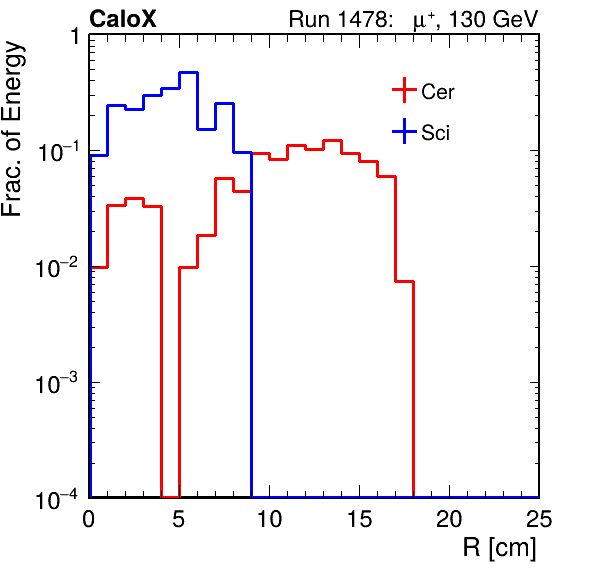 CaloX Run 1478: μ⁺, 130 GeV
Frac. of Energy
1
10⁻¹
10⁻²
10⁻³
10⁻⁴
Cer
Sci
0 5 10 15 20 25
R [cm]